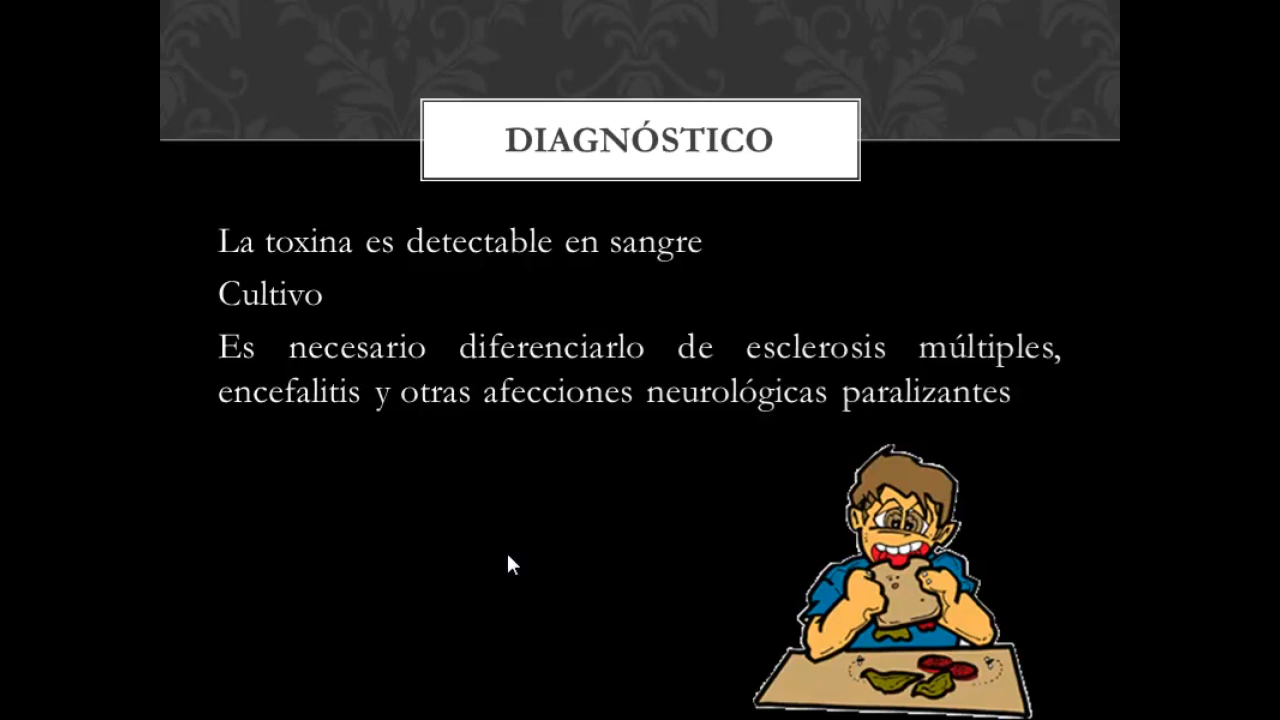 DIAGNÓSTICO
La toxina es detectable en sangre
Cultivo
Es necesario diferenciarlo de esclerosis múltiples,
encefalitis y otras afecciones neurológicas paralizantes